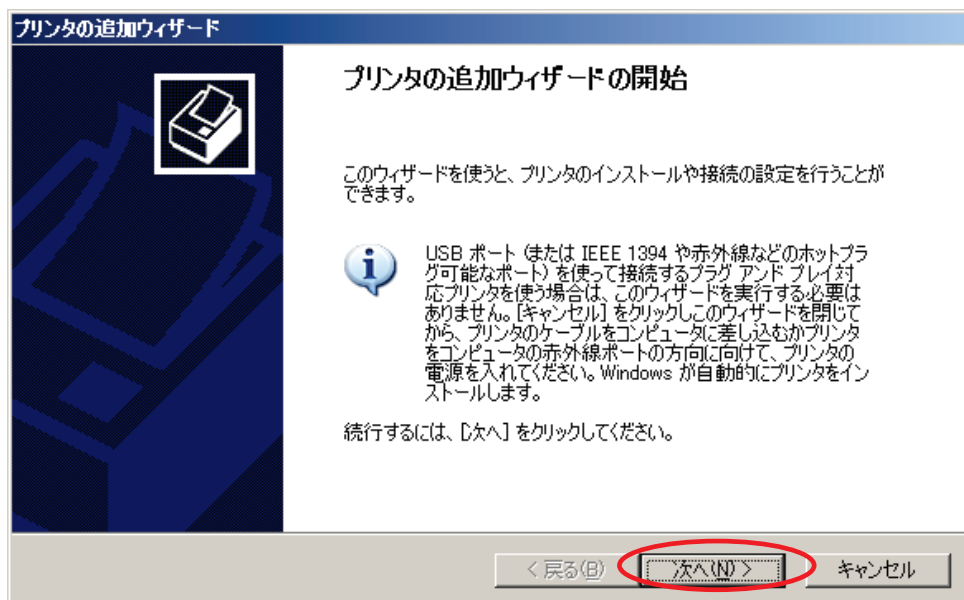 プリンタの追加ウィザード
プリンタの追加ウィザードの開始
このウィザードを使うと、プリンタのインストールや接続の設定を行うことが
できます。
USB ポート (または IEEE 1394 や赤外線などのホットプラ
グ可能なポート) を使って接続するプラグ アンド プレイ対
応プリンタを使う場合は、このウィザードを実行する必要は
ありません。[キャンセル] をクリックしこのウィザードを閉じて
から、プリンタのケーブルをコンピュータに差し込むかプリンタ
をコンピュータの赤外線ポートの方向に向けて、プリンタの
電源を入れてください。Windows が自動的にプリンタをイン
ストールします。
続行するには、[次へ] をクリックしてください。
< 戻る(B) 次へ(N) > キャンセル